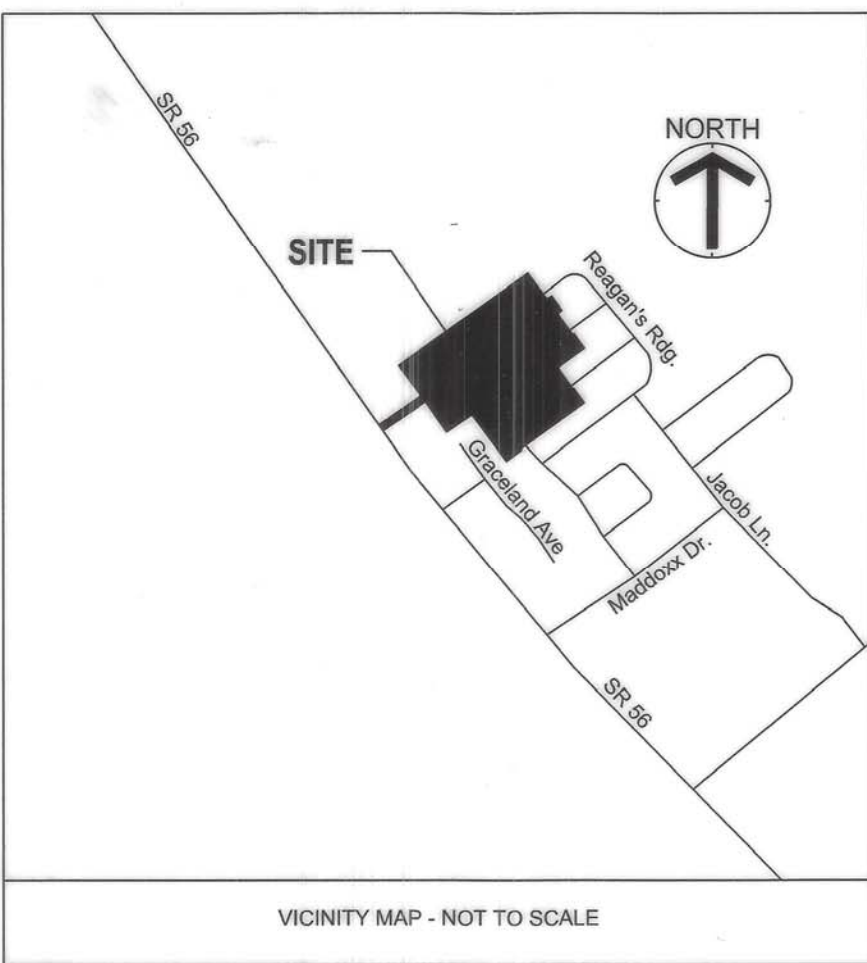 SR 56
NORTH
SITE
Reagan's Rdg.
Graceland Ave
Jacob Ln.
Maddoxx Dr.
SR 56
VICINITY MAP - NOT TO SCALE